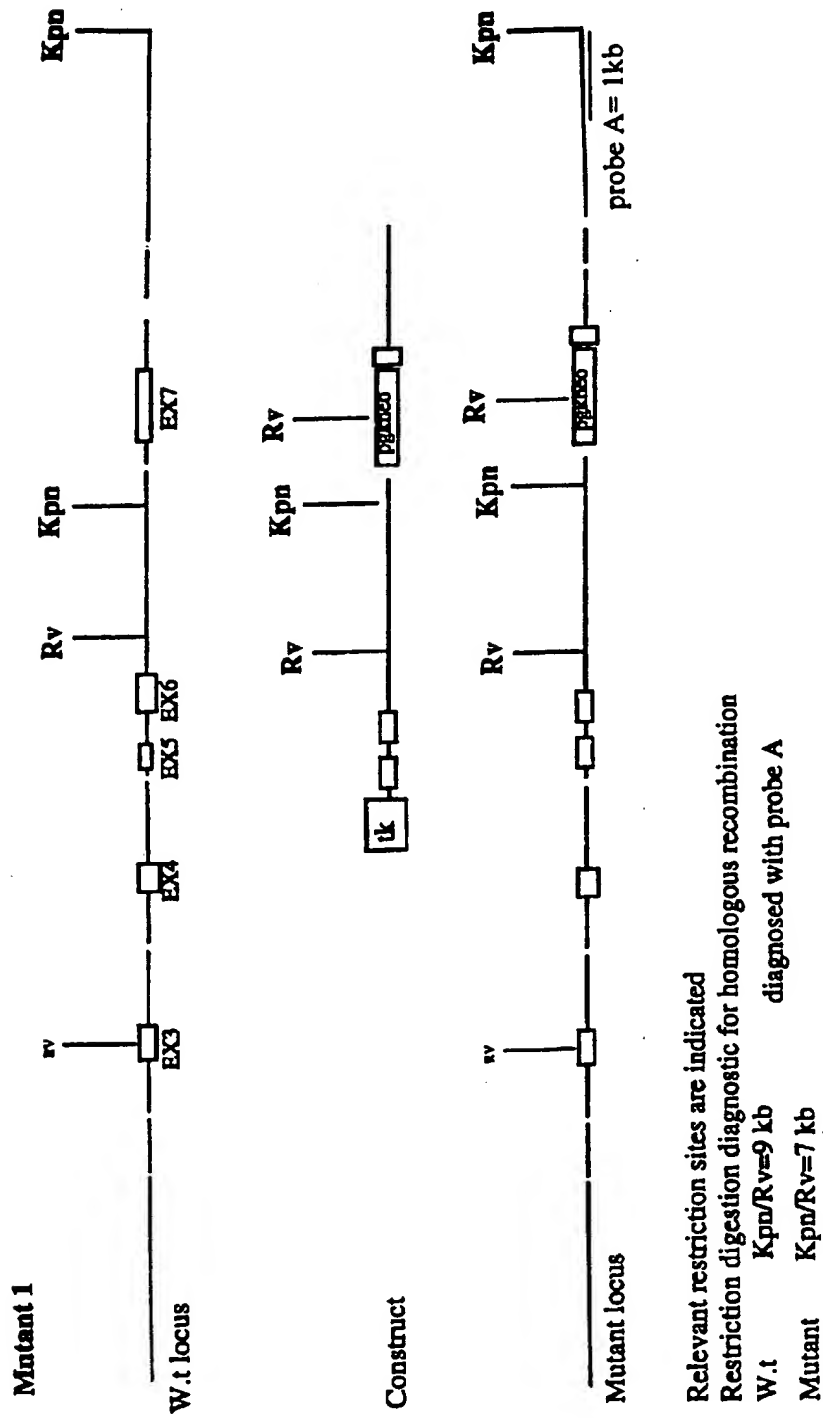 Mutant 1
Kpn
Rv
Kpn
rv
EX3
EX4
EX5
EX6
EX7
W.t locus
Rv
Kpn
Rv
tk
pgkneo
Construct
Kpn
Rv
Kpn
Rv
rv
pgkneo
probe A= 1kb
Mutant locus
Relevant restriction sites are indicated
Restriction digestion diagnostic for homologous recombination
W.t Kpn/Rv=9 kb diagnosed with probe A
Mutant Kpn/Rv=7 kb